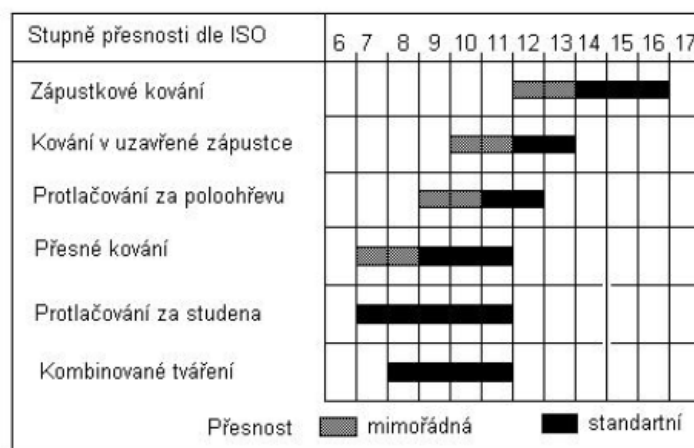 Stupně přesnosti dle ISO 6 7 8 9 10 11 12 13 14 15 16 17
Zápustkové kování
Kování v uzavřené zápustce
Protlačování za poloohřevu
Přesné kování
Protlačování za studena
Kombinované tváření
Přesnost mimořádná standartní